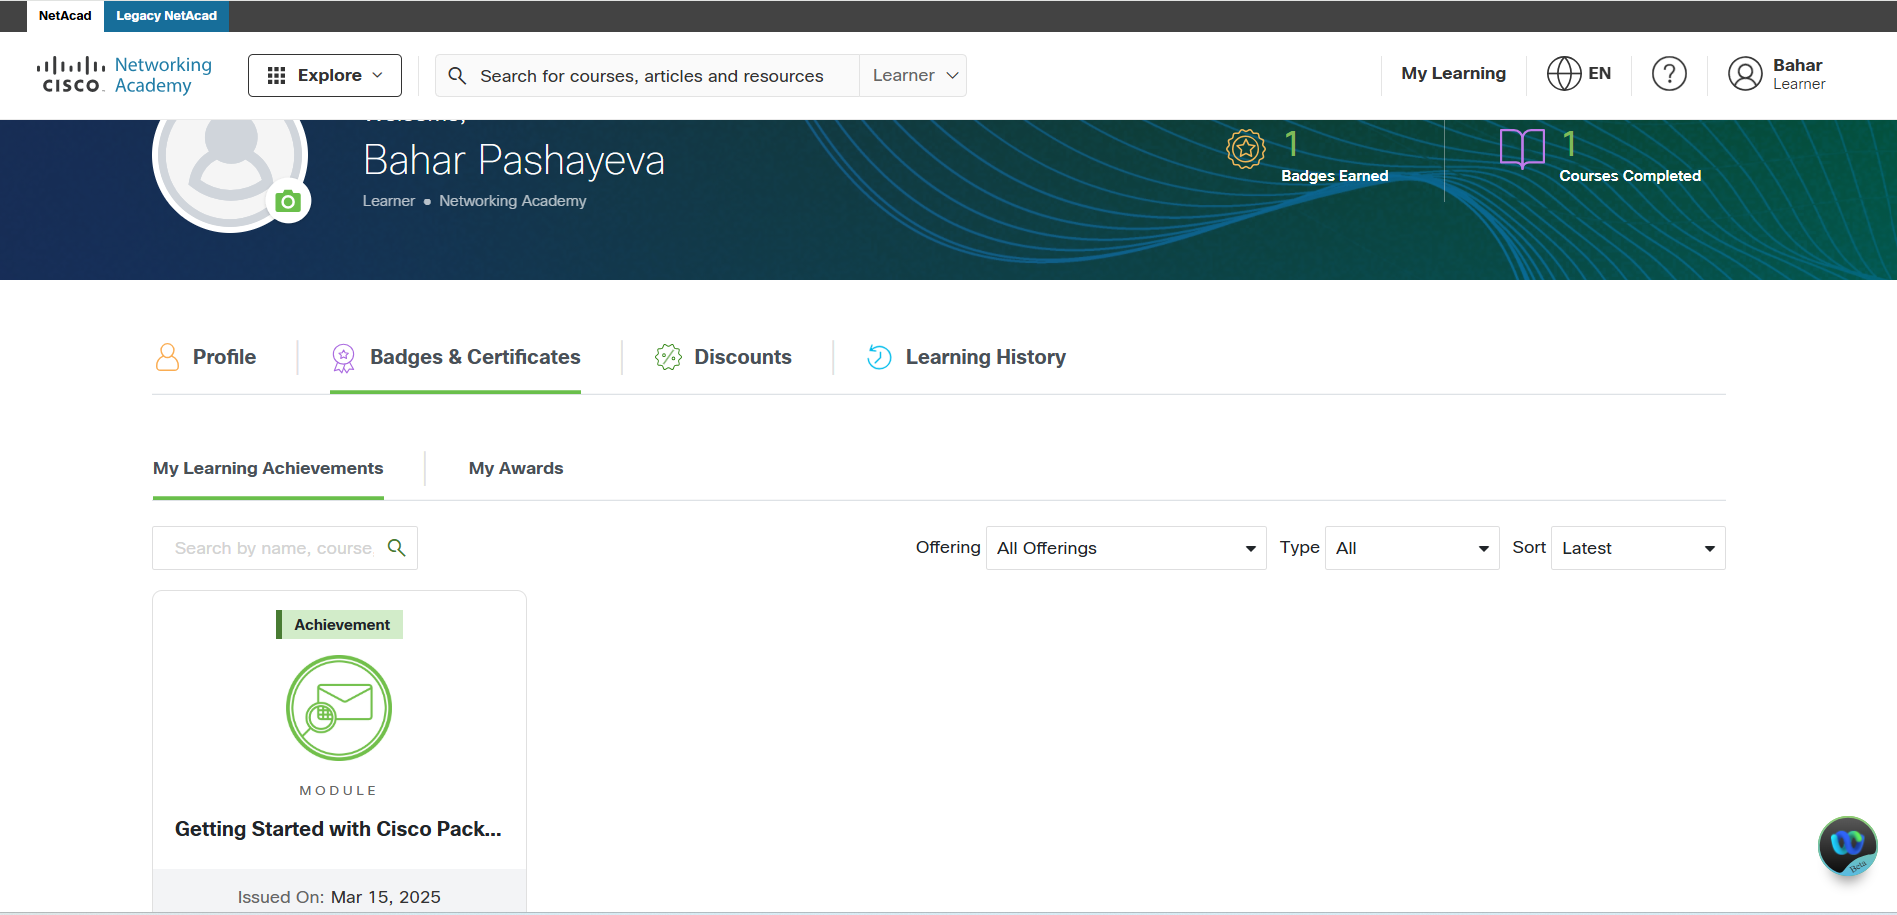 NetAcad
Legacy NetAcad
CISCO
Networking
Academy
Explore
Search for courses, articles and resources
Learner
My Learning
EN
?
Bahar
Learner
Welcome,
Bahar Pashayeva
Learner • Networking Academy
1
Badges Earned
1
Courses Completed
Profile
Badges & Certificates
Discounts
Learning History
My Learning Achievements
My Awards
Search by name, course
Offering
All Offerings
Type
All
Sort
Latest
Achievement
MODULE
Getting Started with Cisco Pack...
Issued On: Mar 15, 2025
Beta